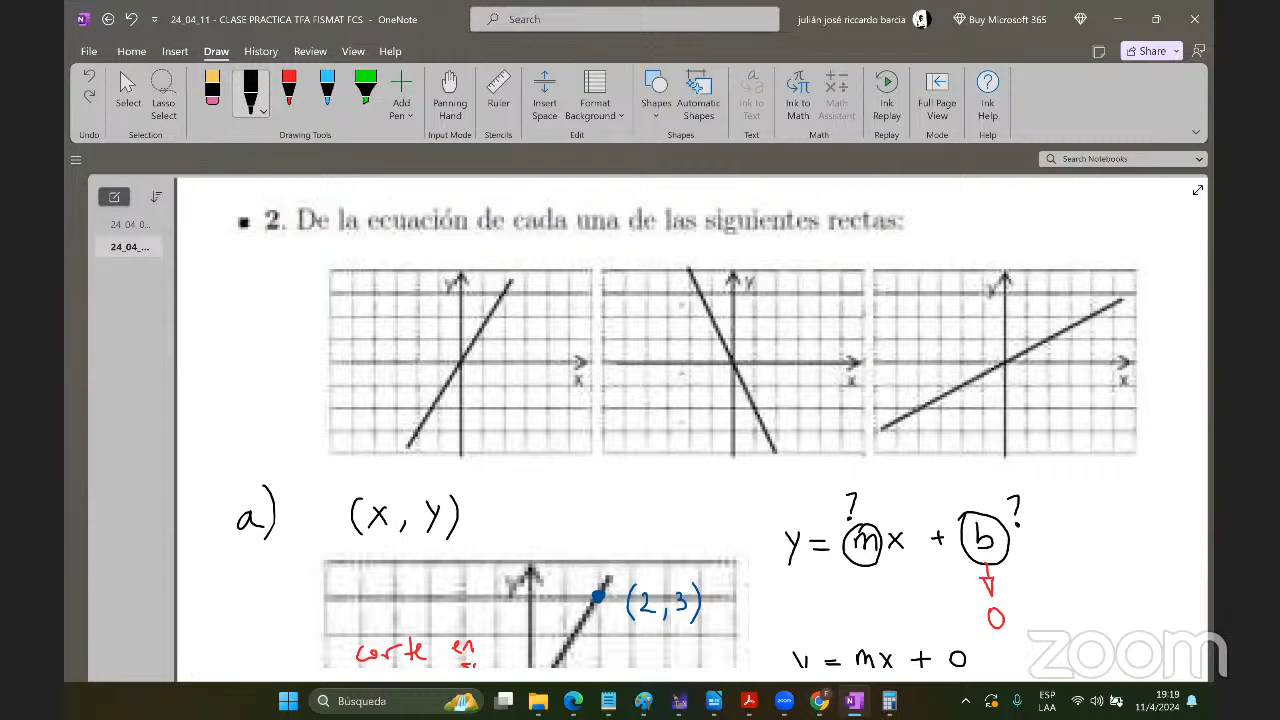 24_04_11 - CLASE PRACTICA TFA FISMAT FCS - OneNote
Search
julián josé riccardo barcia
Buy Microsoft 365
File Home Insert Draw History Review View Help
Share
Select
Lasso Select
Add Pen
Panning Hand
Ruler
Insert Space
Format Background
Shapes
Automatic Shapes
Ink to Text
Ink to Math
Math Assistant
Ink Replay
Full Page View
Ink Help
Undo Selection Drawing Tools Input Mode Stencils Edit Shapes Text Math Replay Mode Help
Search Notebooks
24_04_0...
24_04_...
2. De la ecuación de cada una de las siguientes rectas:
y y y
x x x
a) (x, y)
? ?
y = mx + b
0
y
(2,3)
corte en
y = mx + 0
zoom
Búsqueda
ESP
LAA
19:19
11/4/2024